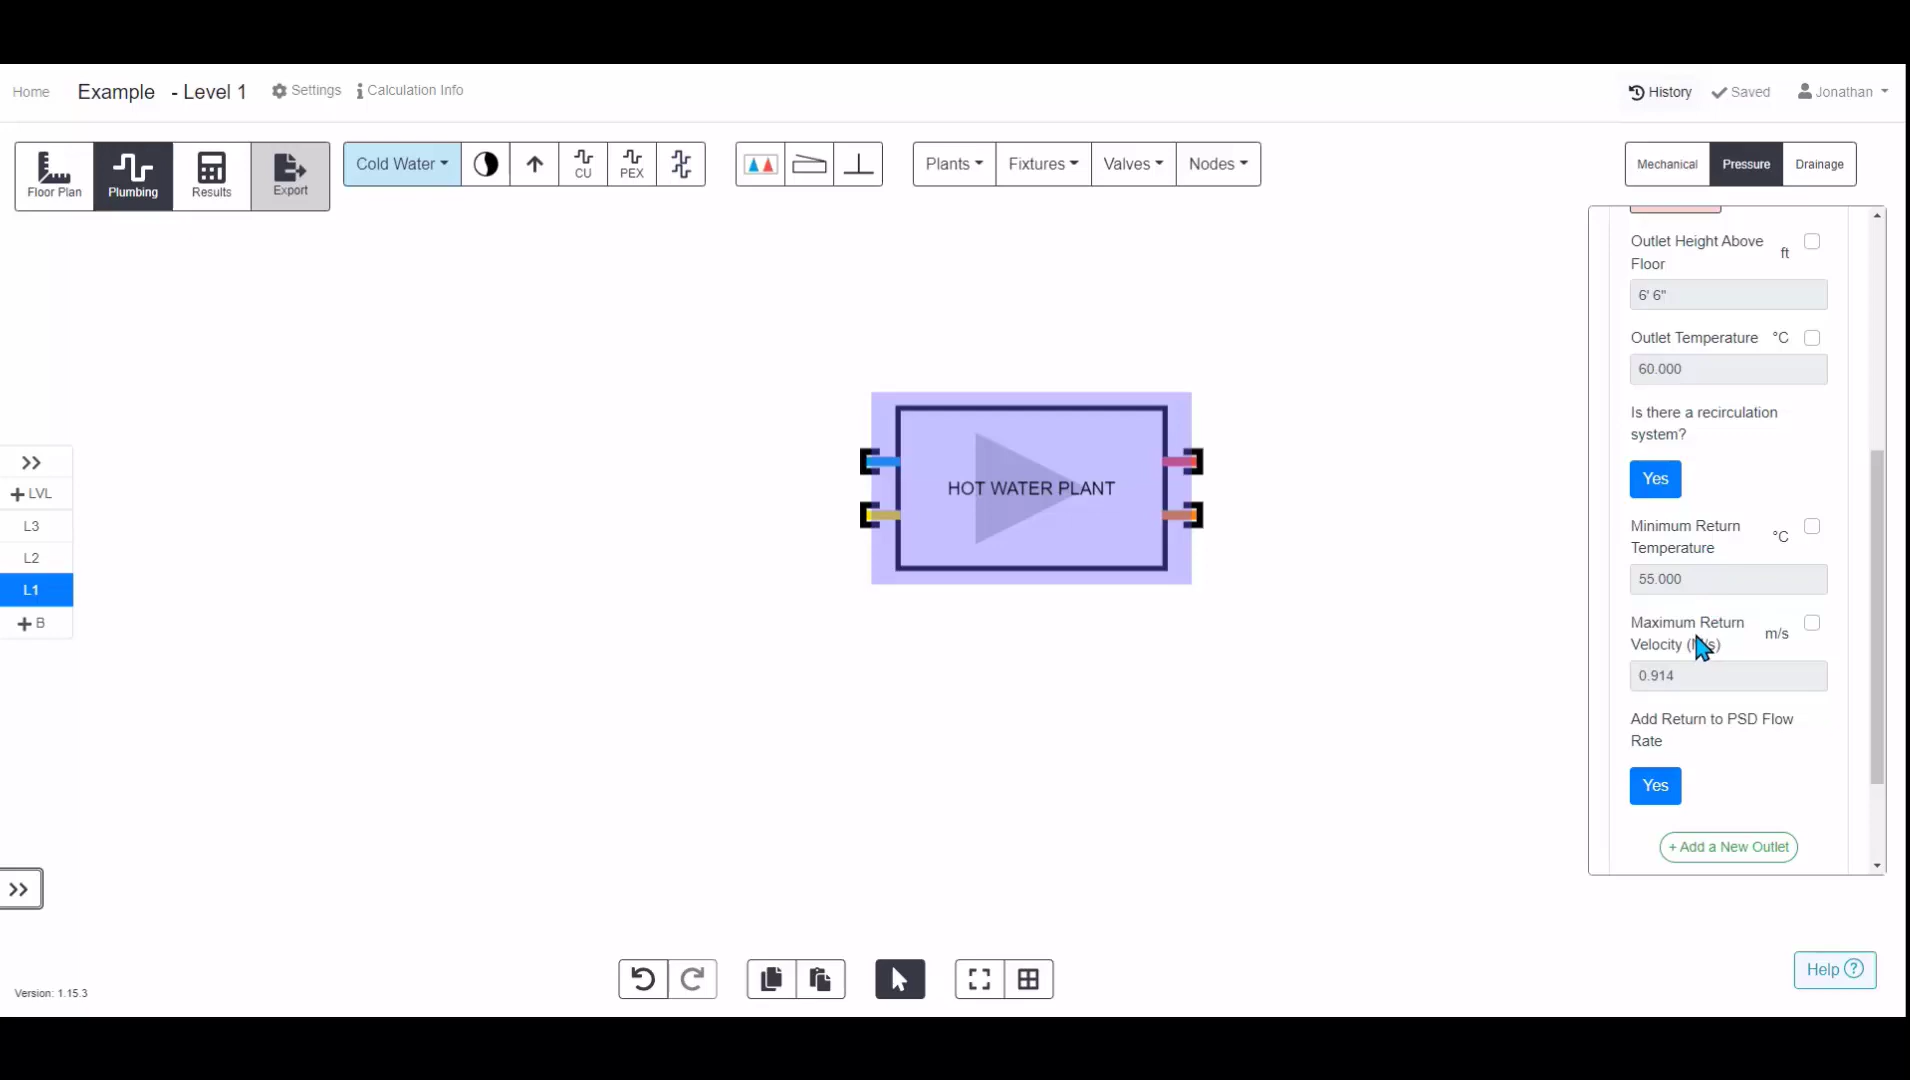 Home
Example - Level 1
Settings
Calculation Info
History
Saved
Jonathan
Floor Plan
Plumbing
Results
Export
Cold Water
CU
PEX
Plants
Fixtures
Valves
Nodes
Mechanical
Pressure
Drainage
Outlet Height Above
Floor
ft
6' 6"
Outlet Temperature °C
60.000
Is there a recirculation
system?
Yes
Minimum Return
Temperature
°C
55.000
Maximum Return
Velocity
m/s
0.914
Add Return to PSD Flow
Rate
Yes
+ Add a New Outlet
HOT WATER PLANT
>>
+ LVL
L3
L2
L1
+ B
>>
Version: 1.15.3
Help ?